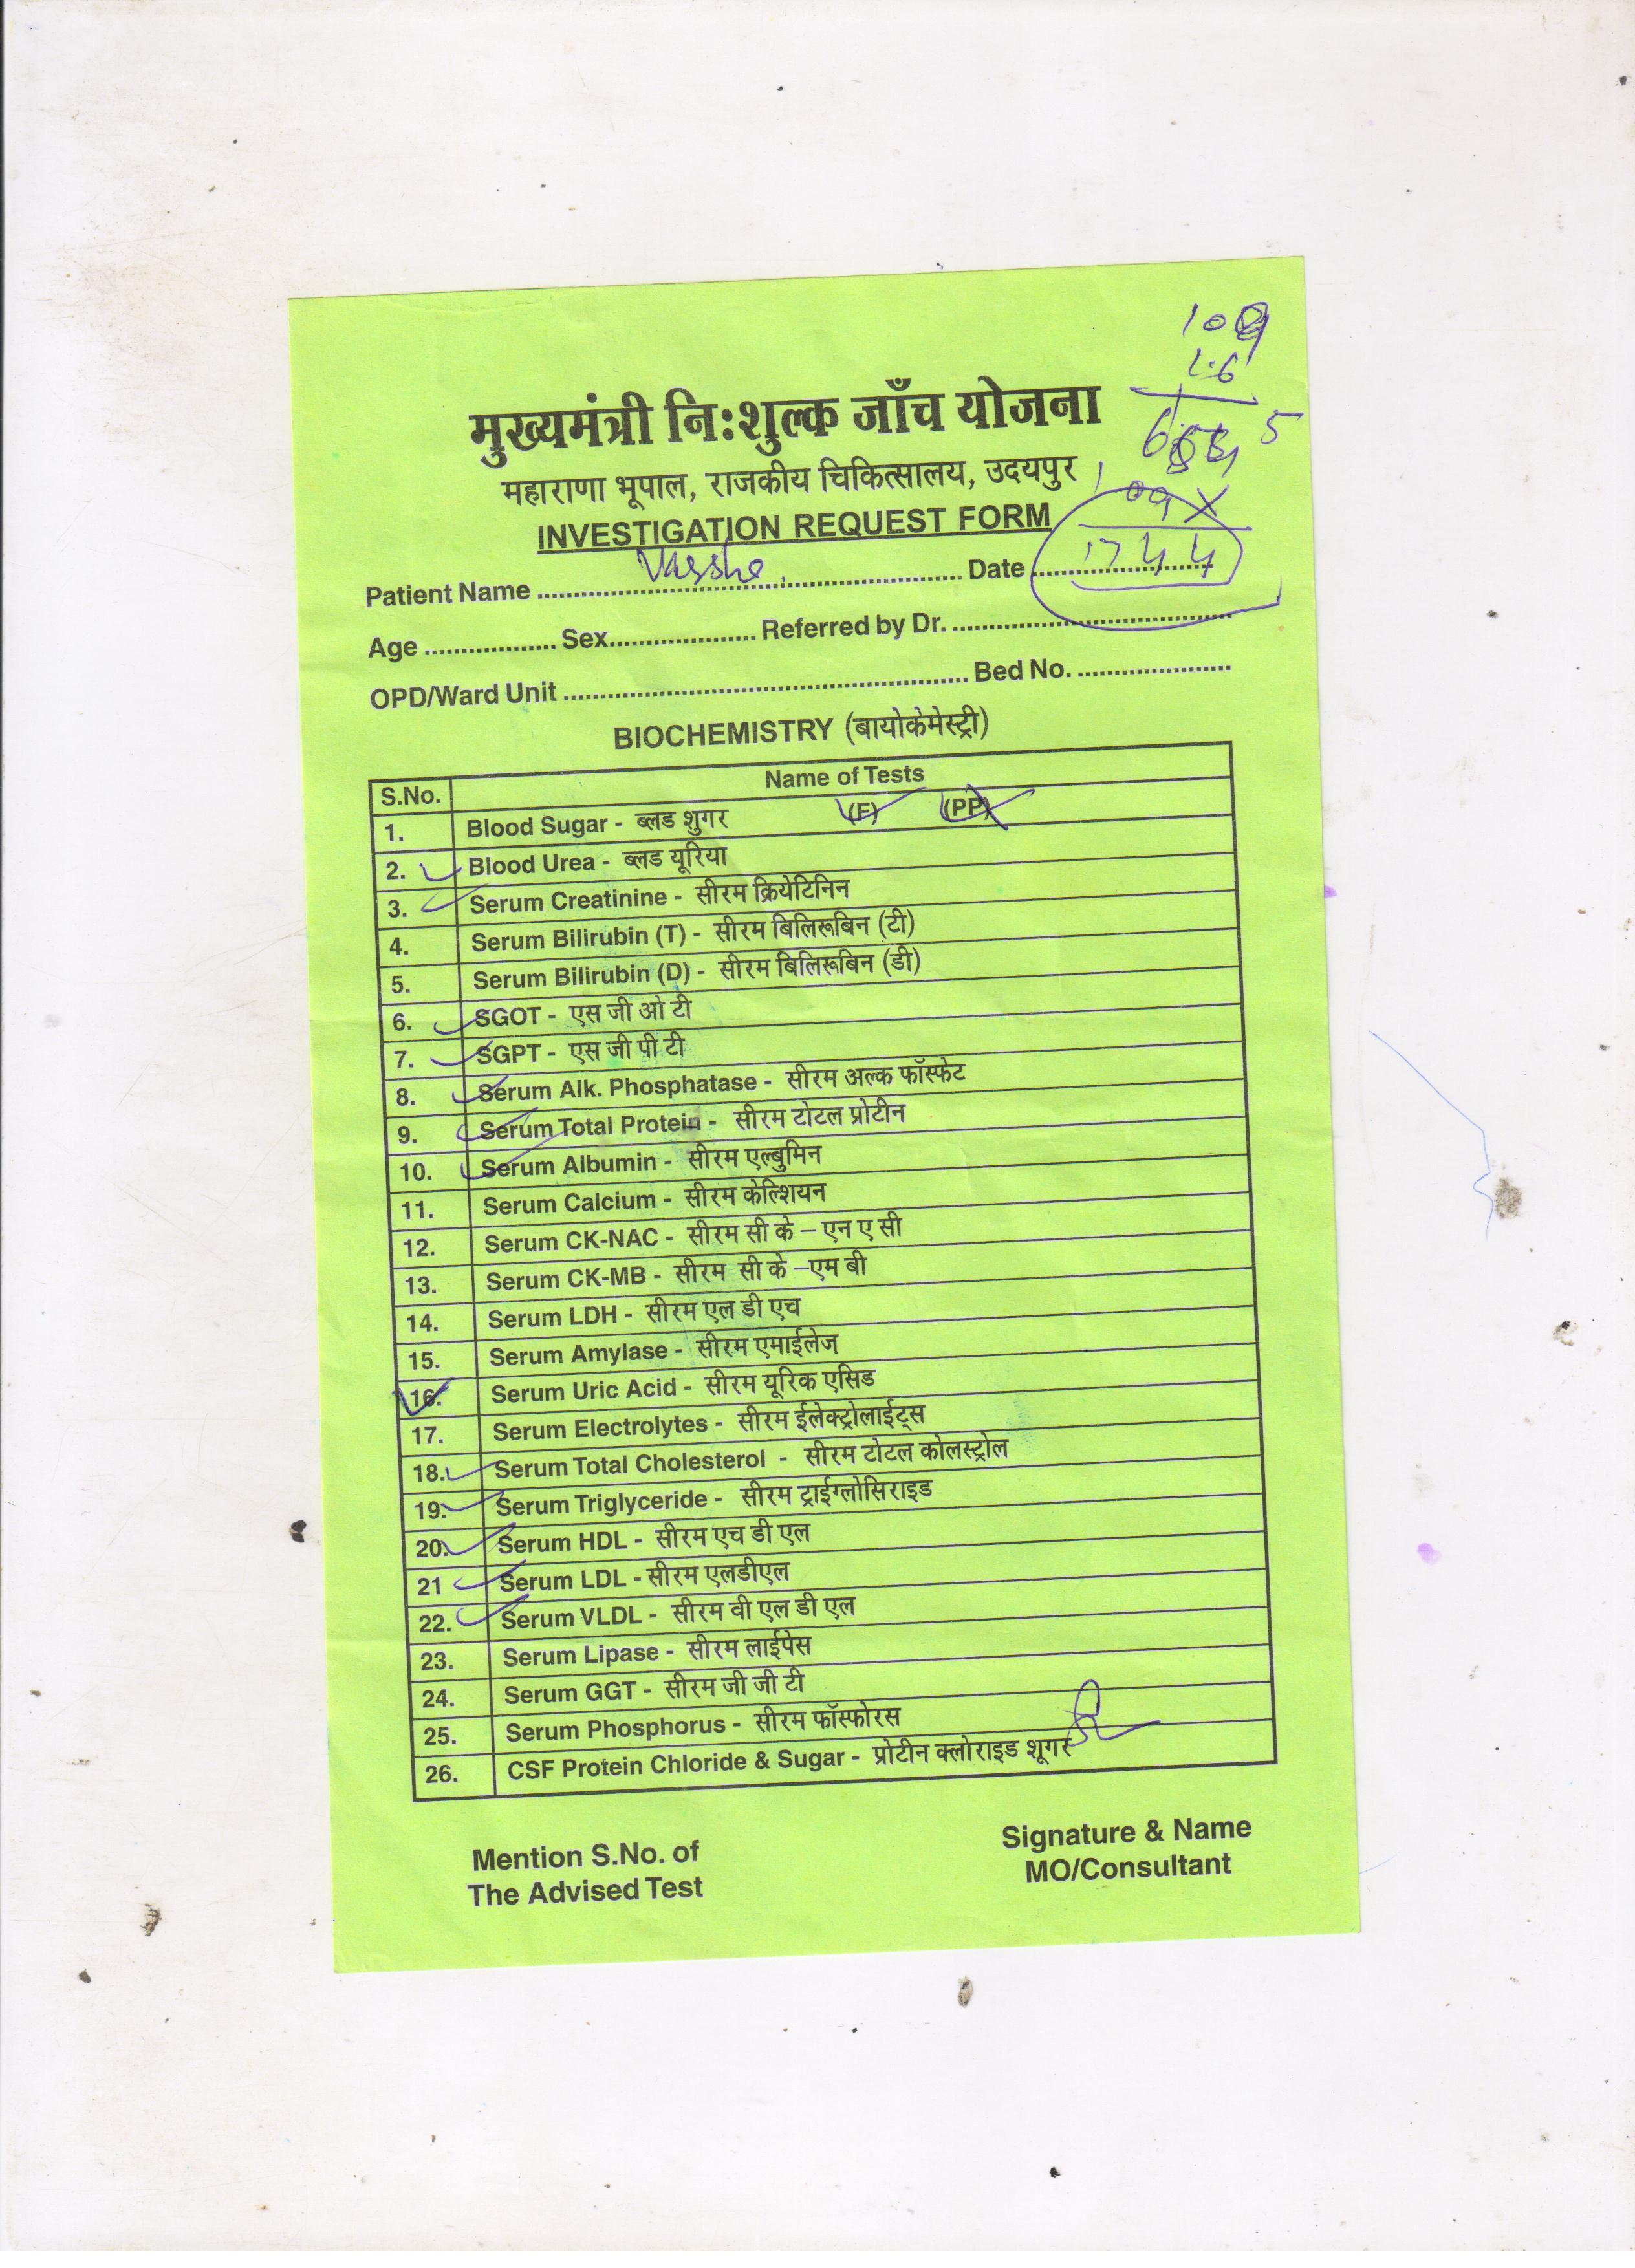 109
1.6
मुख्यमंत्री नि:शुल्क जाँच योजना
5
महाराणा भूपाल, राजकीय चिकित्सालय, उदयपुर
09 X
INVESTIGATION REQUEST FORM
1744
Patient Name ........................ Date ........................
Age ................... Sex..................... Referred by Dr. ........................................
OPD/Ward Unit ........................................................ Bed No. ......................
BIOCHEMISTRY (बायोकेमेस्ट्री)
S.No. Name of Tests
1. Blood Sugar - ब्लड शुगर (F) (PP)
2. Blood Urea - ब्लड यूरिया
3. Serum Creatinine - सीरम क्रियेटिनिन
4. Serum Bilirubin (T) - सीरम बिलिरूबिन (टी)
5. Serum Bilirubin (D) - सीरम बिलिरूबिन (डी)
6. SGOT - एस जी ओ टी
7. SGPT - एस जी पी टी
8. Serum Alk. Phosphatase - सीरम अल्क फॉस्फेट
9. Serum Total Protein - सीरम टोटल प्रोटीन
10. Serum Albumin - सीरम एल्बुमिन
11. Serum Calcium - सीरम केल्शियन
12. Serum CK-NAC - सीरम सी के – एन ए सी
13. Serum CK-MB - सीरम सी के –एम बी
14. Serum LDH - सीरम एल डी एच
15. Serum Amylase - सीरम एमाईलेज
16. Serum Uric Acid - सीरम यूरिक एसिड
17. Serum Electrolytes - सीरम ईलेक्ट्रोलाईट्स
18. Serum Total Cholesterol - सीरम टोटल कोलस्ट्रोल
19. Serum Triglyceride - सीरम ट्राईग्लोसिराइड
20. Serum HDL - सीरम एच डी एल
21 Serum LDL - सीरम एलडीएल
22. Serum VLDL - सीरम वी एल डी एल
23. Serum Lipase - सीरम लाईपेस
24. Serum GGT - सीरम जी जी टी
25. Serum Phosphorus - सीरम फॉस्फोरस
26. CSF Protein Chloride & Sugar - प्रोटीन क्लोराइड शूगर
Mention S.No. of
The Advised Test
Signature & Name
MO/Consultant